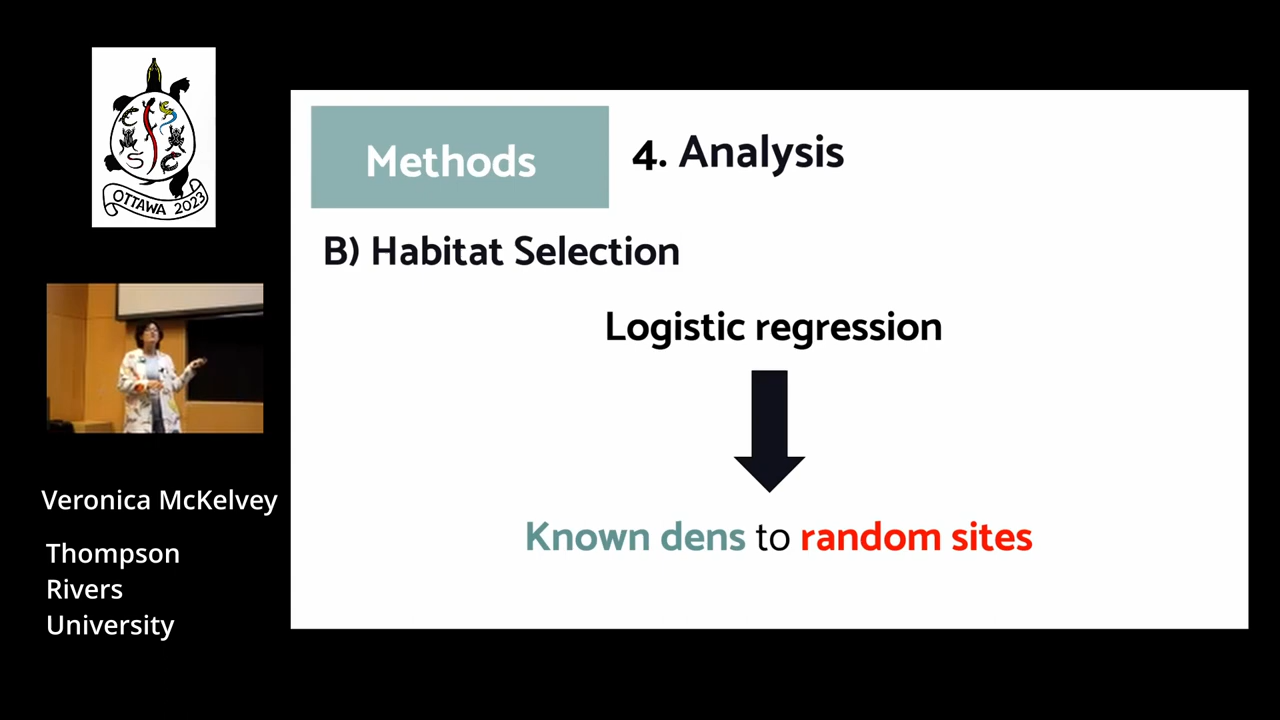 OTTAWA 2023
Methods
4. Analysis
B) Habitat Selection
Logistic regression
Known dens to random sites
Veronica McKelvey
Thompson
Rivers
University